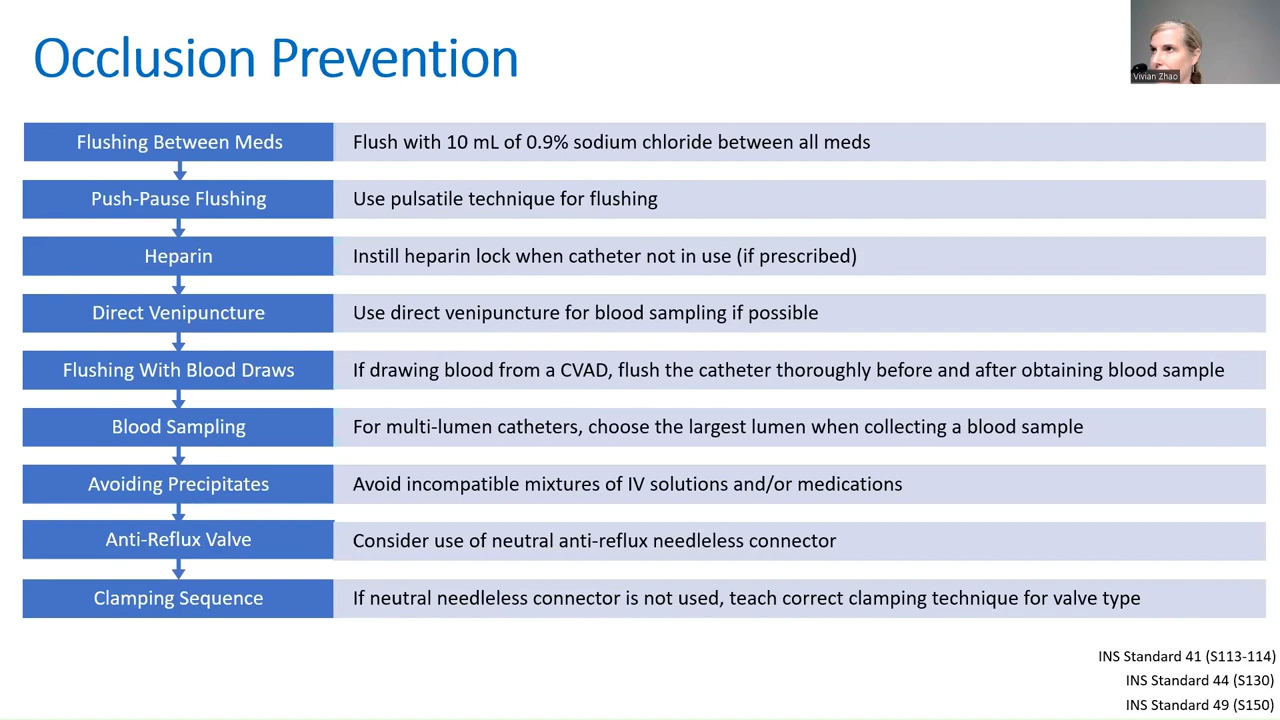 Occlusion Prevention
Vivian Zhao
Flushing Between Meds
Flush with 10 mL of 0.9% sodium chloride between all meds
Push-Pause Flushing
Use pulsatile technique for flushing
Heparin
Instill heparin lock when catheter not in use (if prescribed)
Direct Venipuncture
Use direct venipuncture for blood sampling if possible
Flushing With Blood Draws
If drawing blood from a CVAD, flush the catheter thoroughly before and after obtaining blood sample
Blood Sampling
For multi-lumen catheters, choose the largest lumen when collecting a blood sample
Avoiding Precipitates
Avoid incompatible mixtures of IV solutions and/or medications
Anti-Reflux Valve
Consider use of neutral anti-reflux needleless connector
Clamping Sequence
If neutral needleless connector is not used, teach correct clamping technique for valve type
INS Standard 41 (S113-114)
INS Standard 44 (S130)
INS Standard 49 (S150)